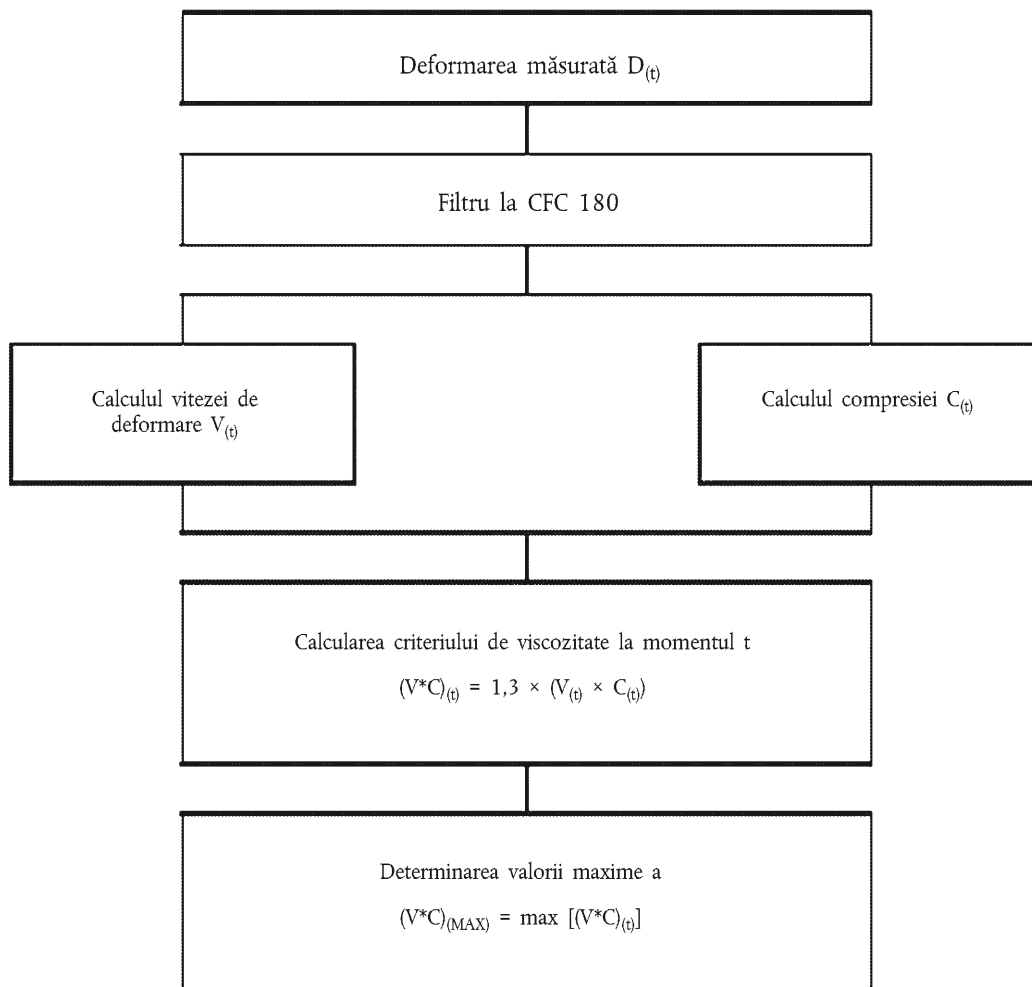 Deformarea măsurată D(t)
Filtru la CFC 180
Calculul vitezei de
deformare V(t)
Calculul compresiei C(t)
Calcularea criteriului de viscozitate la momentul t
(V*C)(t) = 1,3 × (V(t) × C(t))
Determinarea valorii maxime a
(V*C)(MAX) = max [(V*C)(t)]